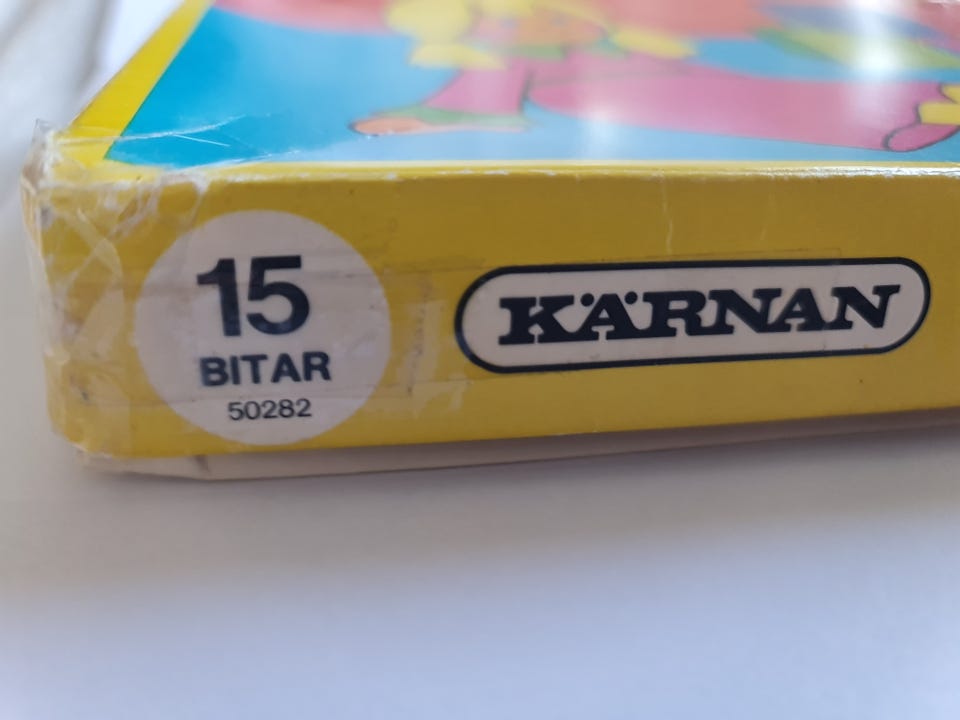 15
BITAR
50282
KÄRNAN